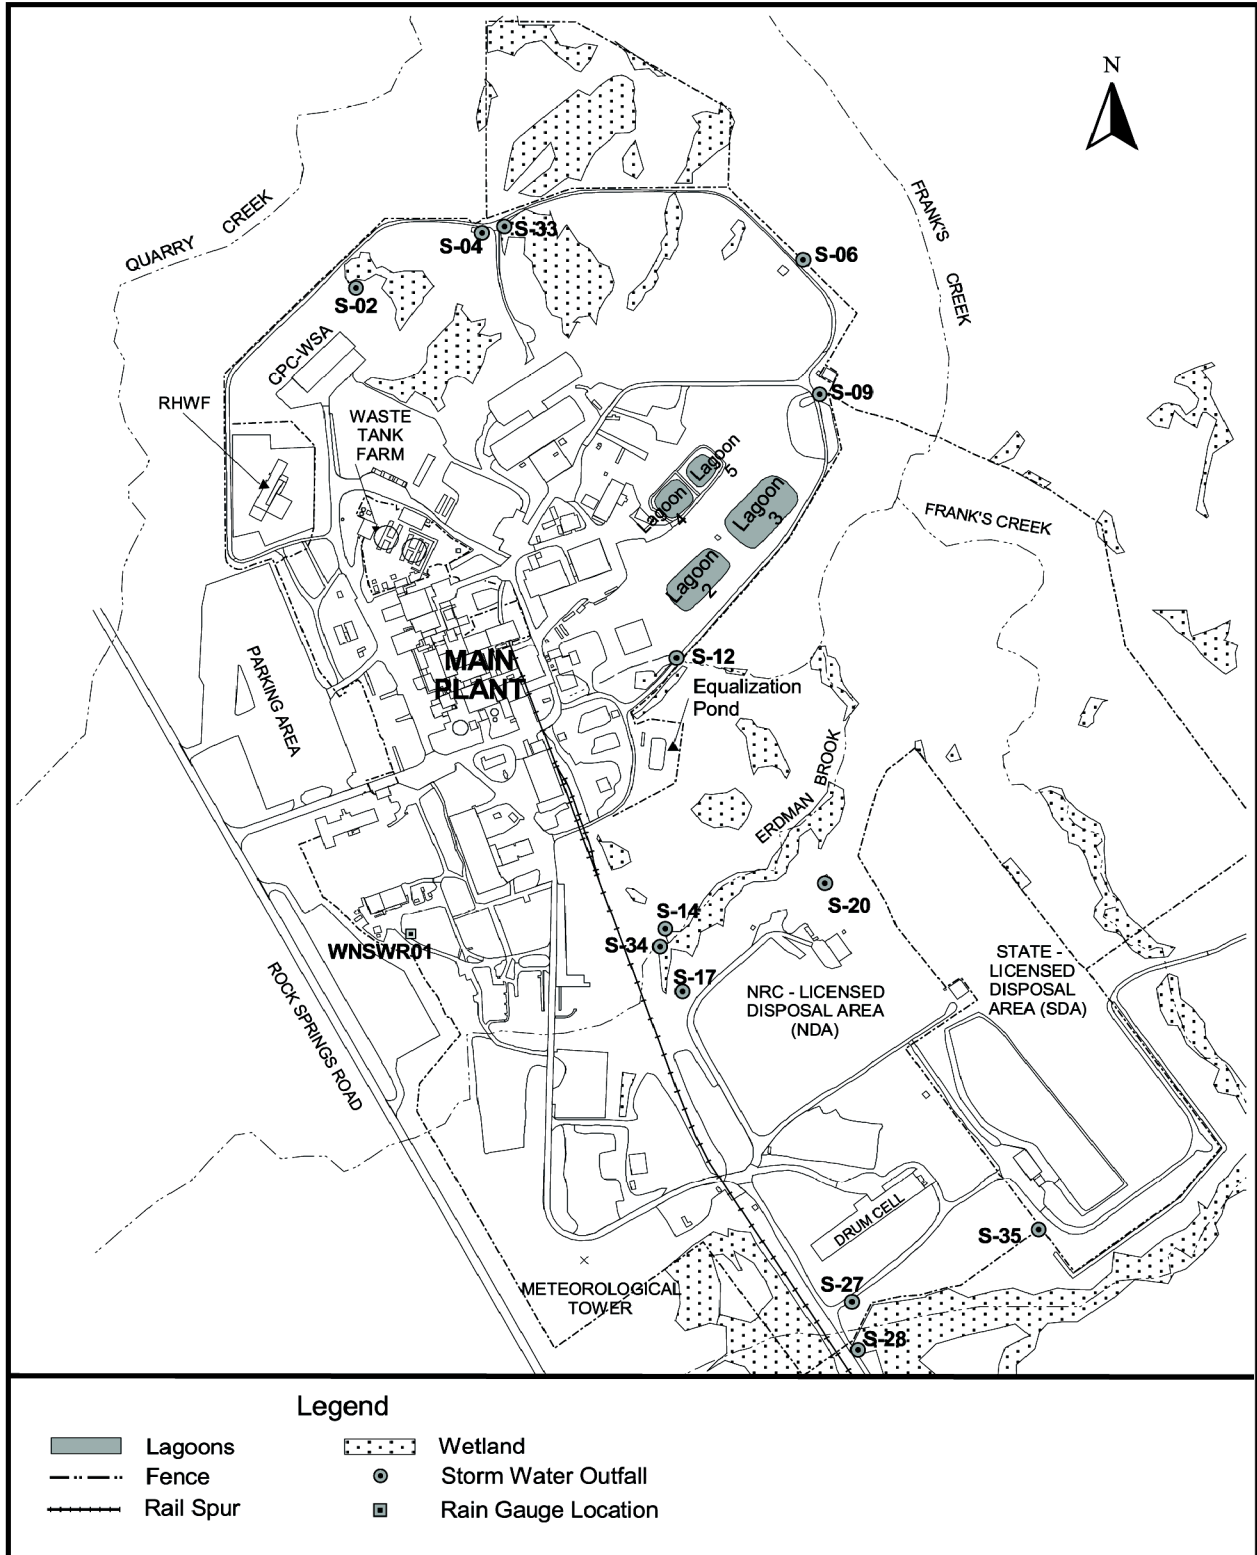 N
QUARRY CREEK
FRANK'S CREEK
S-04
S-33
S-06
S-02
CPC-WSA
RHWF
WASTE
TANK
FARM
S-09
Lagoon
5
Lagoon
4
Lagoon
3
Lagoon
2
FRANK'S CREEK
PARKING AREA
MAIN
PLANT
S-12
Equalization
Pond
ERDMAN BROOK
S-20
S-14
S-34
S-17
WNSWR01
ROCK SPRINGS ROAD
NRC - LICENSED
DISPOSAL AREA
(NDA)
STATE -
LICENSED
DISPOSAL
AREA (SDA)
DRUM CELL
S-35
METEOROLOGICAL
TOWER
S-27
S-28
Legend
Lagoons
Fence
Rail Spur
Wetland
Storm Water Outfall
Rain Gauge Location